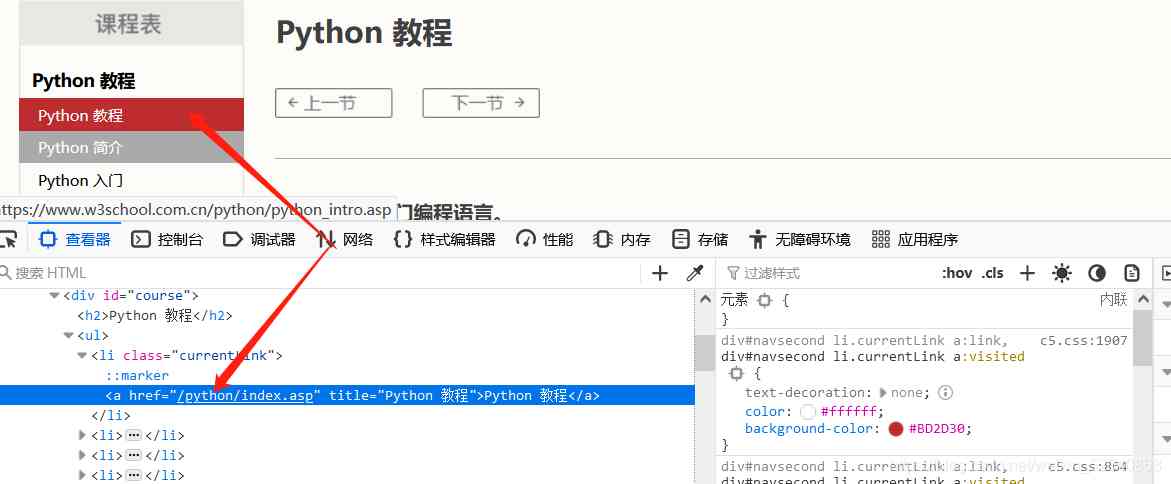 课程表
Python 教程
Python 教程
Python 简介
Python 入门
Python 教程
上一节
下一节
门编程语言。
ttps://www.w3school.com.cn/python/python_intro.asp
查看器 控制台 调试器 网络 样式编辑器 性能 内存 存储 无障碍环境 应用程序
搜索 HTML
<div id="course">
<h2>Python 教程</h2>
<ul>
<li class="currentLink">
::marker
<a href="/python/index.asp" title="Python 教程">Python 教程</a>
</li>
<li>…</li>
<li>…</li>
<li>…</li>
过滤样式 :hov .cls
元素 { 内联
}
div#navsecond li.currentLink a:link, c5.css:1907
div#navsecond li.currentLink a:visited
{
text-decoration: none;
color: #ffffff;
background-color: #BD2D30;
}
div#navsecond li.currentLink a:link, c5.css:864
div#navsecond li.currentLink a:visited